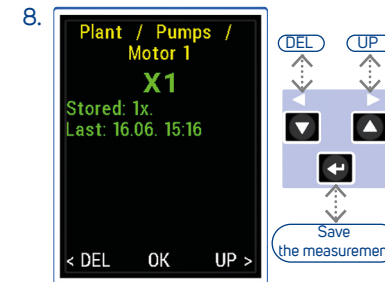 8.
Plant / Pumps /
Motor 1
X1
Stored: 1x.
Last: 16.06. 15:16
< DEL OK UP >
DEL UP
Save
the measurement